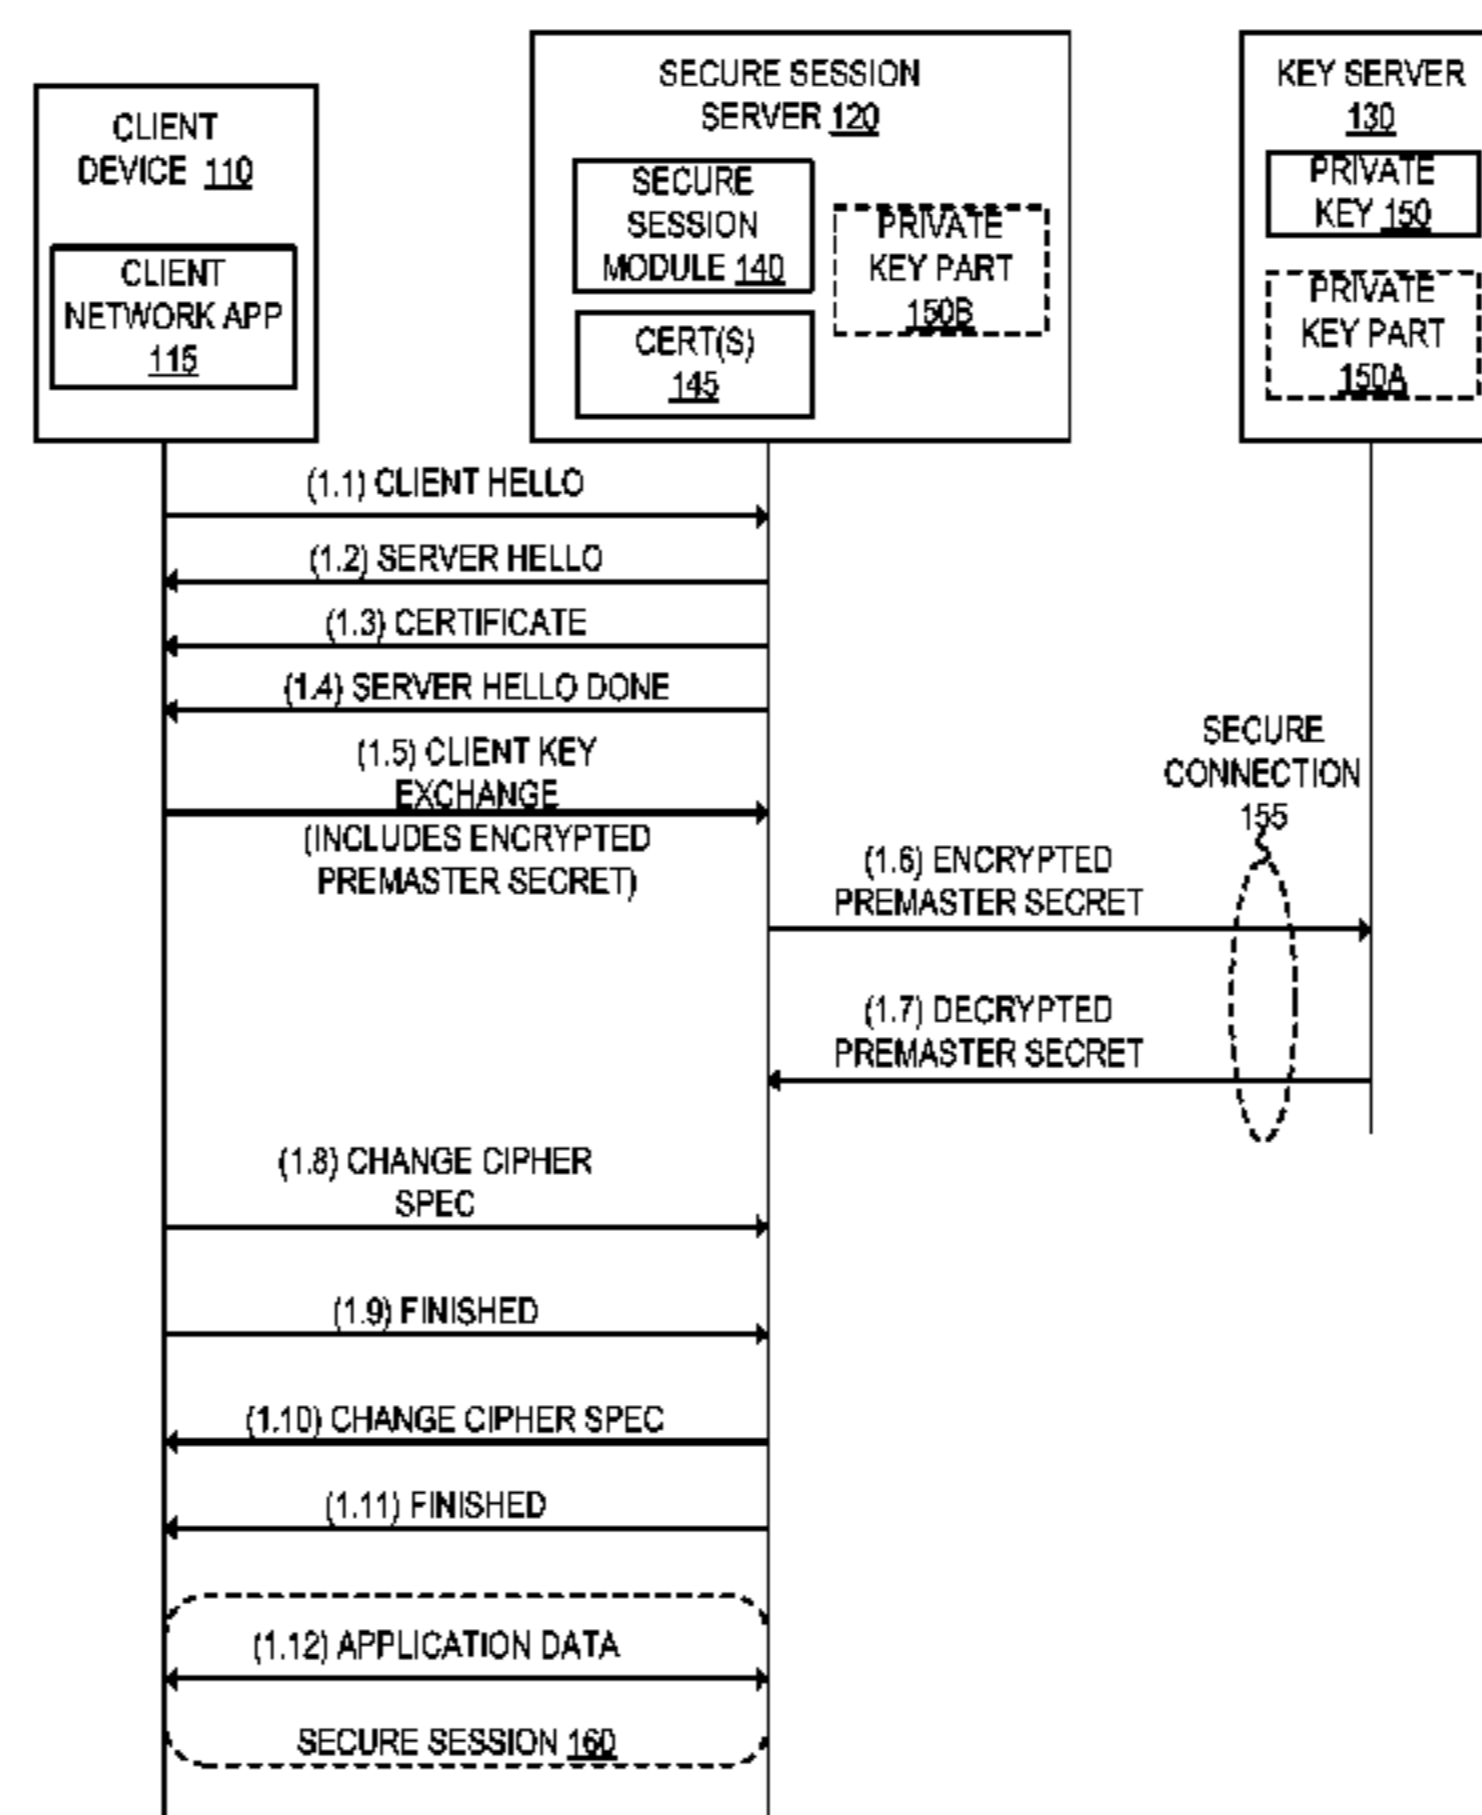 CLIENT
DEVICE 110
CLIENT
NETWORK APP
115
SECURE SESSION
SERVER 120
SECURE
SESSION
MODULE 140
CERT(S)
145
PRIVATE
KEY PART
150B
KEY SERVER
130
PRIVATE
KEY 150
PRIVATE
KEY PART
150A
(1.1) CLIENT HELLO
(1.2) SERVER HELLO
(1.3) CERTIFICATE
(1.4) SERVER HELLO DONE
(1.5) CLIENT KEY
EXCHANGE
(INCLUDES ENCRYPTED
PREMASTER SECRET)
SECURE
CONNECTION
155
(1.6) ENCRYPTED
PREMASTER SECRET
(1.7) DECRYPTED
PREMASTER SECRET
(1.8) CHANGE CIPHER
SPEC
(1.9) FINISHED
(1.10) CHANGE CIPHER SPEC
(1.11) FINISHED
(1.12) APPLICATION DATA
SECURE SESSION 160